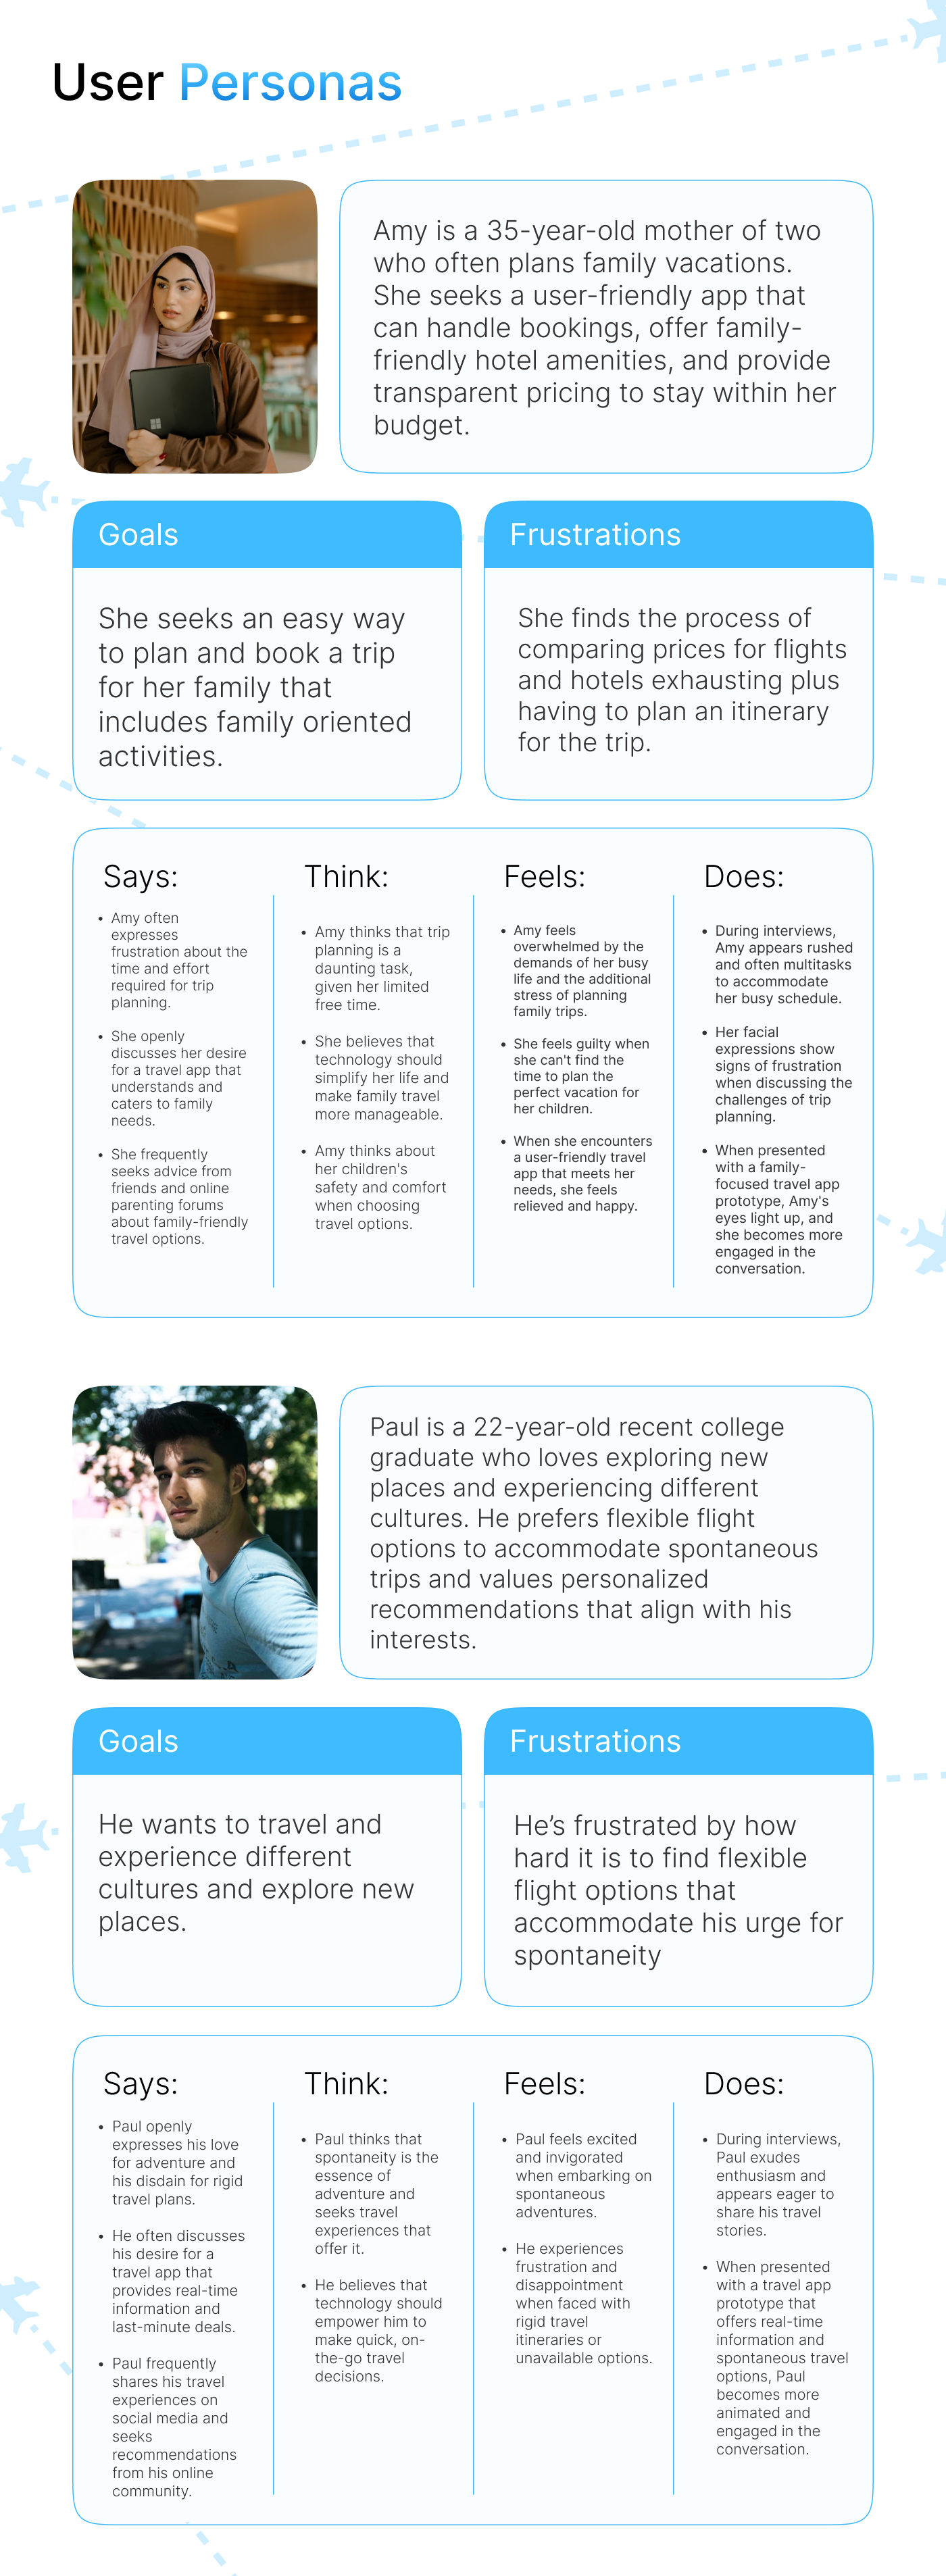 User Personas
Amy is a 35-year-old mother of two
who often plans family vacations.
She seeks a user-friendly app that
can handle bookings, offer family-
friendly hotel amenities, and provide
transparent pricing to stay within her
budget.
Goals
She seeks an easy way
to plan and book a trip
for her family that
includes family oriented
activities.
Frustrations
She finds the process of
comparing prices for flights
and hotels exhausting plus
having to plan an itinerary
for the trip.
Says:
• Amy often
expresses
frustration about the
time and effort
required for trip
planning.
• She openly
discusses her desire
for a travel app that
understands and
caters to family
needs.
• She frequently
seeks advice from
friends and online
parenting forums
about family-friendly
travel options.
Think:
• Amy thinks that trip
planning is a
daunting task,
given her limited
free time.
• She believes that
technology should
simplify her life and
make family travel
more manageable.
• Amy thinks about
her children's
safety and comfort
when choosing
travel options.
Feels:
• Amy feels
overwhelmed by the
demands of her busy
life and the additional
stress of planning
family trips.
• She feels guilty when
she can't find the
time to plan the
perfect vacation for
her children.
• When she encounters
a user-friendly travel
app that meets her
needs, she feels
relieved and happy.
Does:
• During interviews,
Amy appears rushed
and often multitasks
to accommodate
her busy schedule.
• Her facial
expressions show
signs of frustration
when discussing the
challenges of trip
planning.
• When presented
with a family-
focused travel app
prototype, Amy's
eyes light up, and
she becomes more
engaged in the
conversation.
Paul is a 22-year-old recent college
graduate who loves exploring new
places and experiencing different
cultures. He prefers flexible flight
options to accommodate spontaneous
trips and values personalized
recommendations that align with his
interests.
Goals
He wants to travel and
experience different
cultures and explore new
places.
Frustrations
He’s frustrated by how
hard it is to find flexible
flight options that
accommodate his urge for
spontaneity
Says:
• Paul openly
expresses his love
for adventure and
his disdain for rigid
travel plans.
• He often discusses
his desire for a
travel app that
provides real-time
information and
last-minute deals.
• Paul frequently
shares his travel
experiences on
social media and
seeks
recommendations
from his online
community.
Think:
• Paul thinks that
spontaneity is the
essence of
adventure and
seeks travel
experiences that
offer it.
• He believes that
technology should
empower him to
make quick, on-
the-go travel
decisions.
Feels:
• Paul feels excited
and invigorated
when embarking on
spontaneous
adventures.
• He experiences
frustration and
disappointment
when faced with
rigid travel
itineraries or
unavailable options.
Does:
• During interviews,
Paul exudes
enthusiasm and
appears eager to
share his travel
stories.
• When presented
with a travel app
prototype that
offers real-time
information and
spontaneous travel
options, Paul
becomes more
animated and
engaged in the
conversation.